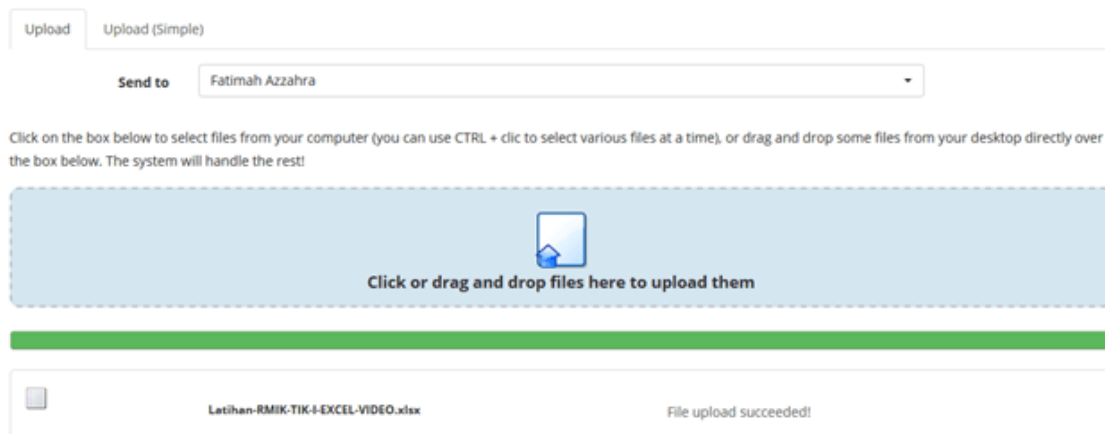 Upload Upload (Simple)
Send to Fatimah Azzahra
Click on the box below to select files from your computer (you can use CTRL + clic to select various files at a time), or drag and drop some files from your desktop directly over
the box below. The system will handle the rest!
Click or drag and drop files here to upload them
Latihan-RMIK-TIK-I-EXCEL-VIDEO.xlsx File upload succeeded!